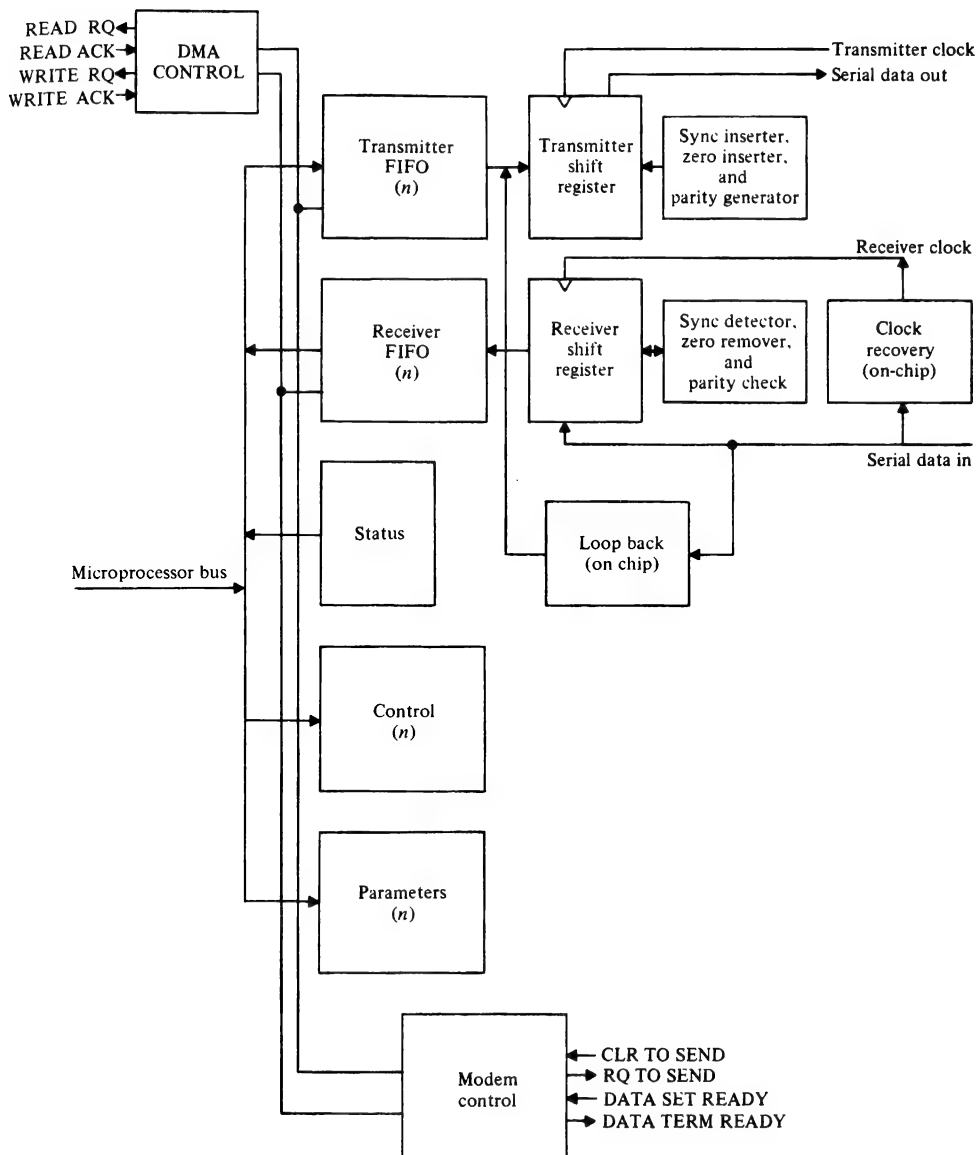 READ RQ
READ ACK
WRITE RQ
WRITE ACK
DMA
CONTROL
Transmitter clock
Serial data out
Transmitter
FIFO
(n)
Transmitter
shift
register
Sync inserter,
zero inserter,
and
parity generator
Receiver clock
Receiver
FIFO
(n)
Receiver
shift
register
Sync detector,
zero remover,
and
parity check
Clock
recovery
(on-chip)
Serial data in
Status
Loop back
(on chip)
Microprocessor bus
Control
(n)
Parameters
(n)
Modem
control
CLR TO SEND
RQ TO SEND
DATA SET READY
DATA TERM READY